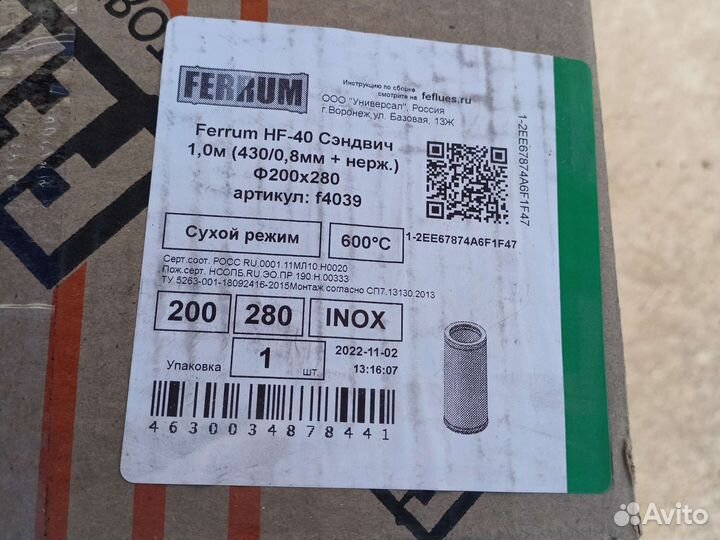 FERRUM
Инструкцию по сборке
смотрите на feflues.ru
ООО "Универсал", Россия
г.Воронеж,ул. Базовая, 13Ж
Ferrum HF-40 Сэндвич
1,0м (430/0,8мм + нерж.)
Ф200х280
артикул: f4039
1-2EE67874A6F1F47
Сухой режим
600°C
1-2EE67874A6F1F47
Серт.соот. РОСС RU.0001.11МЛ10.Н0020
Пож.серт. НСОПБ.RU.ЭО.ПР 190.Н.00333
ТУ 5263-001-18092416-2015Монтаж согласно СП7.13130.2013
200
280
INOX
Упаковка
1
шт.
2022-11-02
13:16:07
4630034878441
Avito